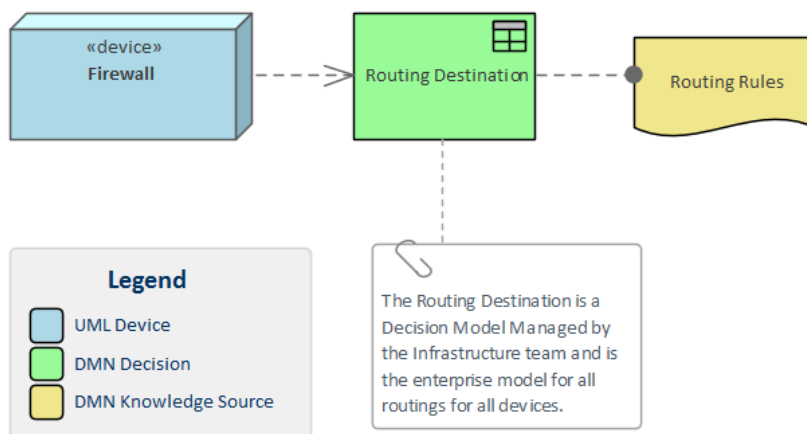 «device»
Firewall
Routing Destination
Routing Rules
Legend
UML Device
DMN Decision
DMN Knowledge Source
The Routing Destination is a
Decision Model Managed by
the Infrastructure team and is
the enterprise model for all
routings for all devices.